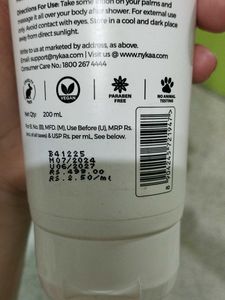 Directions For Use: Take some lotion on your palms and
massage it all over your body after shower. For external use
only. Avoid contact with eyes. Store in a cool and dark
place away from direct sunlight.
Write to us at marketed by address, as above.
Email: support@nykaa.com | Visit us @ www.nykaa.com
Consumer Care No.: 1800 267 4444
VEGAN
PARABEN
FREE
NO ANIMAL
TESTING
Net Qty: 200 mL
For B. No. (B), MFD. (M), Use Before (U), MRP Rs.
(Incl. of all taxes) & USP Rs. per mL, See below.
B41225
M07/2024
U06/2027
RS.499.00
RS.2.50/ml